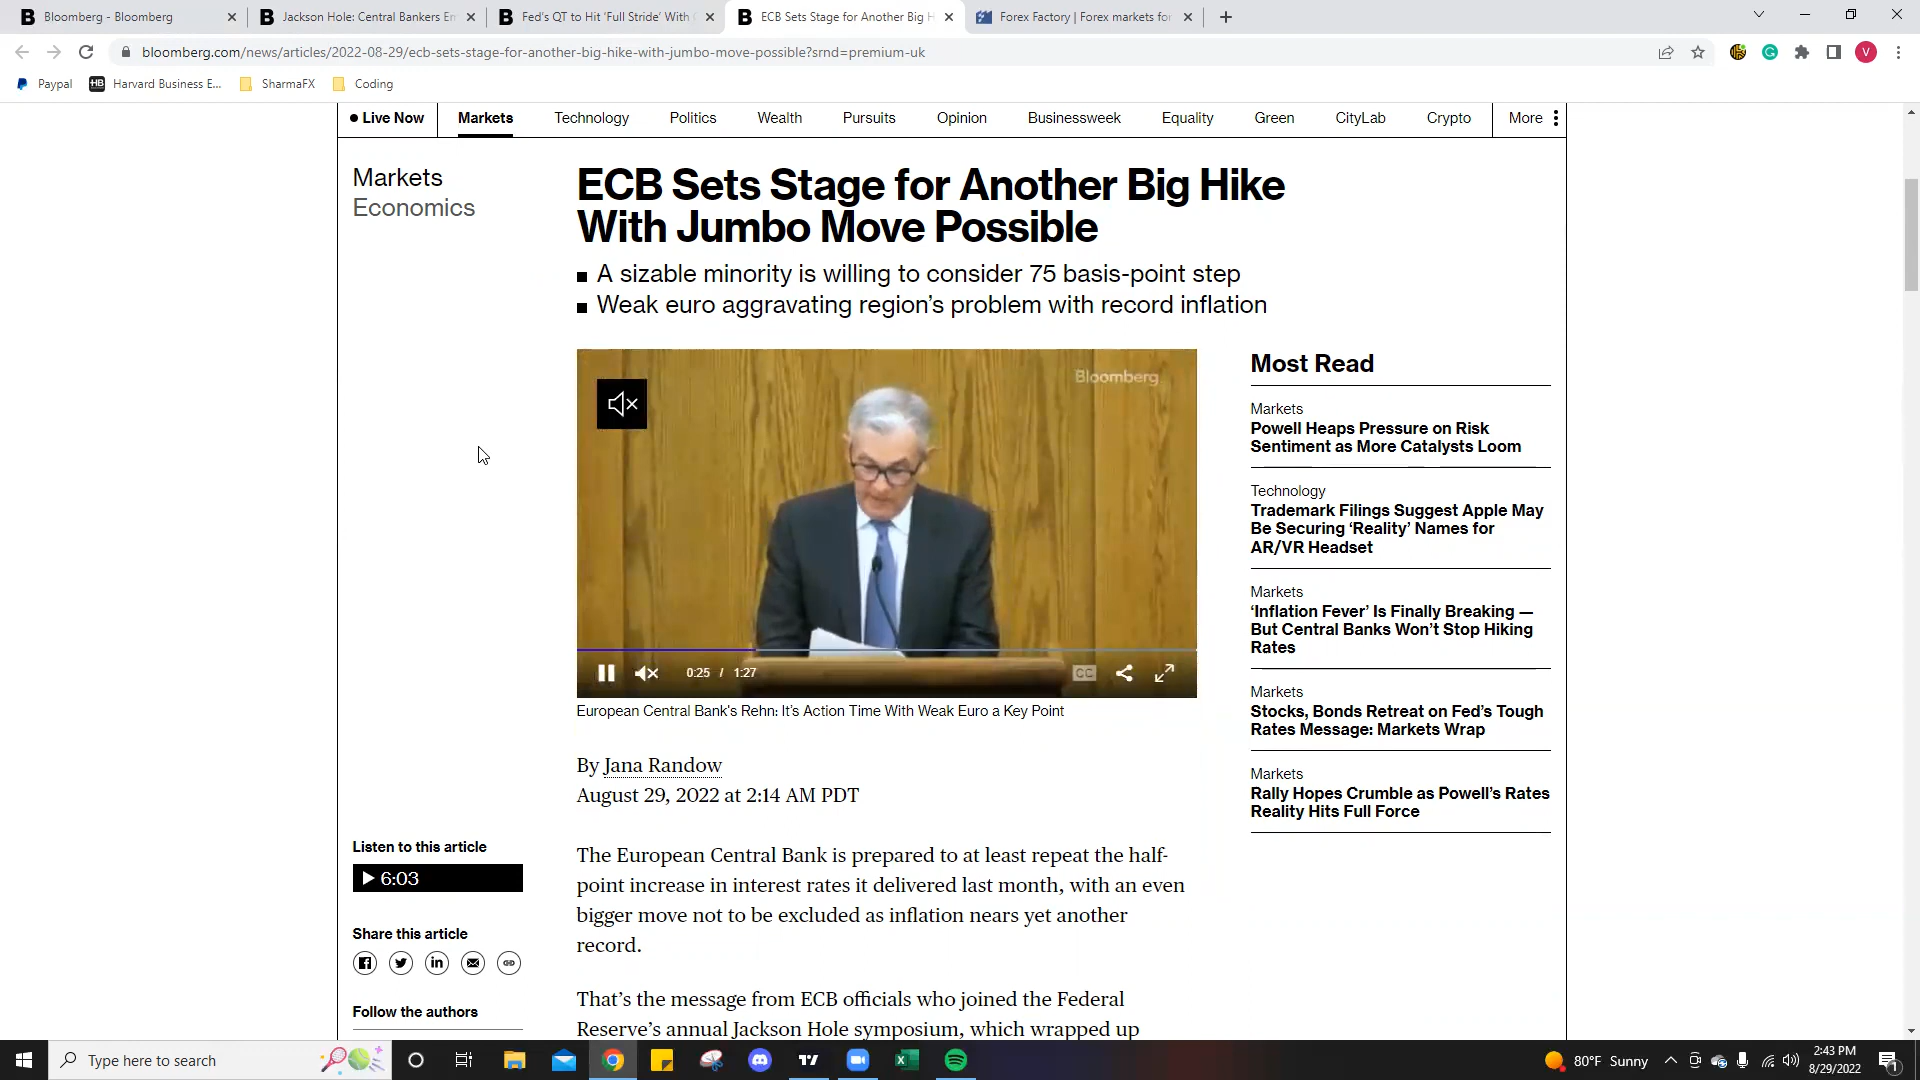 Bloomberg - Bloomberg
Jackson Hole: Central Bankers Em
Fed's QT to Hit 'Full Stride' With
ECB Sets Stage for Another Big H
Forex Factory | Forex markets for
bloomberg.com/news/articles/2022-08-29/ecb-sets-stage-for-another-big-hike-with-jumbo-move-possible?srnd=premium-uk
V
Paypal
HB Harvard Business E...
SharmaFX
Coding
Live Now
Markets
Technology
Politics
Wealth
Pursuits
Opinion
Businessweek
Equality
Green
CityLab
Crypto
More
Markets
Economics
ECB Sets Stage for Another Big Hike
With Jumbo Move Possible
A sizable minority is willing to consider 75 basis-point step
Weak euro aggravating region's problem with record inflation
Bloomberg
0:25 / 1:27
CC
European Central Bank's Rehn: It's Action Time With Weak Euro a Key Point
By Jana Randow
August 29, 2022 at 2:14 AM PDT
Listen to this article
6:03
Share this article
Follow the authors
The European Central Bank is prepared to at least repeat the half-
point increase in interest rates it delivered last month, with an even
bigger move not to be excluded as inflation nears yet another
record.
That's the message from ECB officials who joined the Federal
Reserve's annual Jackson Hole symposium, which wrapped up
Most Read
Markets
Powell Heaps Pressure on Risk
Sentiment as More Catalysts Loom
Technology
Trademark Filings Suggest Apple May
Be Securing 'Reality' Names for
AR/VR Headset
Markets
'Inflation Fever' Is Finally Breaking —
But Central Banks Won't Stop Hiking
Rates
Markets
Stocks, Bonds Retreat on Fed's Tough
Rates Message: Markets Wrap
Markets
Rally Hopes Crumble as Powell's Rates
Reality Hits Full Force
Type here to search
80°F Sunny
2:43 PM
8/29/2022
1